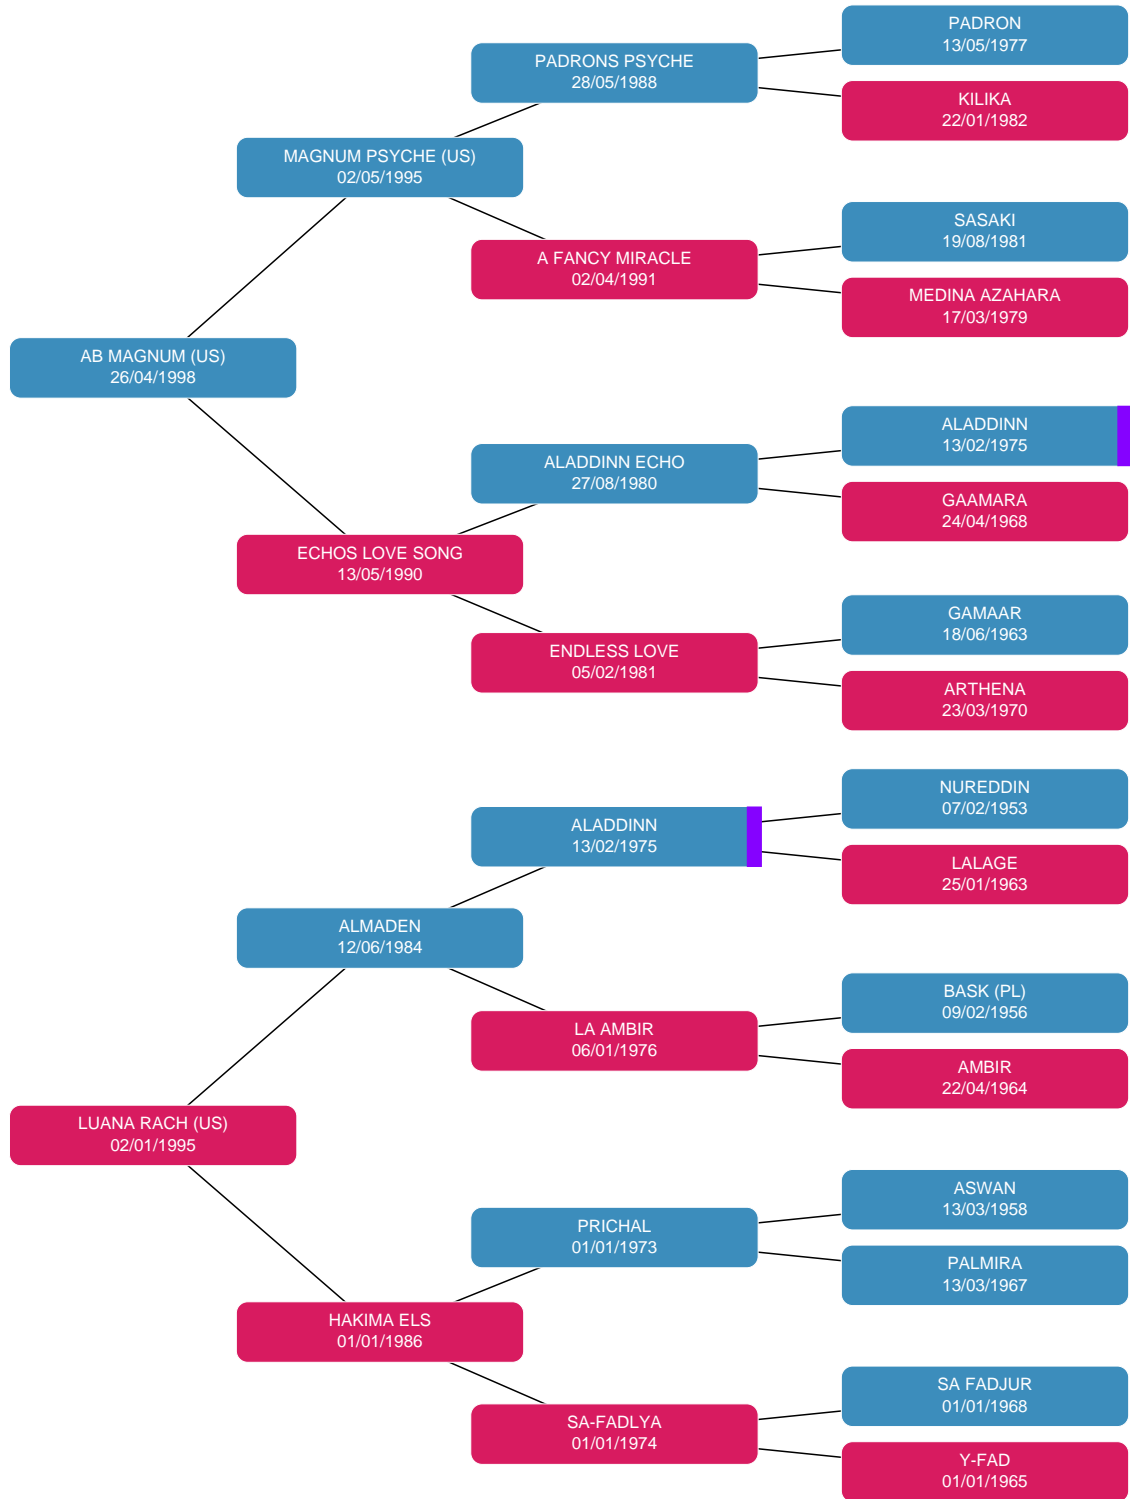 PADRON
13/05/1977
PADRONS PSYCHE
28/05/1988
KILIKA
22/01/1982
MAGNUM PSYCHE (US)
02/05/1995
SASAKI
19/08/1981
A FANCY MIRACLE
02/04/1991
MEDINA AZAHARA
17/03/1979
AB MAGNUM (US)
26/04/1998
ALADDINN
13/02/1975
ALADDINN ECHO
27/08/1980
GAAMARA
24/04/1968
ECHOS LOVE SONG
13/05/1990
GAMAAR
18/06/1963
ENDLESS LOVE
05/02/1981
ARTHENA
23/03/1970
NUREDDIN
07/02/1953
ALADDINN
13/02/1975
LALAGE
25/01/1963
ALMADEN
12/06/1984
BASK (PL)
09/02/1956
LA AMBIR
06/01/1976
AMBIR
22/04/1964
LUANA RACH (US)
02/01/1995
ASWAN
13/03/1958
PRICHAL
01/01/1973
PALMIRA
13/03/1967
HAKIMA ELS
01/01/1986
SA FADJUR
01/01/1968
SA-FADLYA
01/01/1974
Y-FAD
01/01/1965